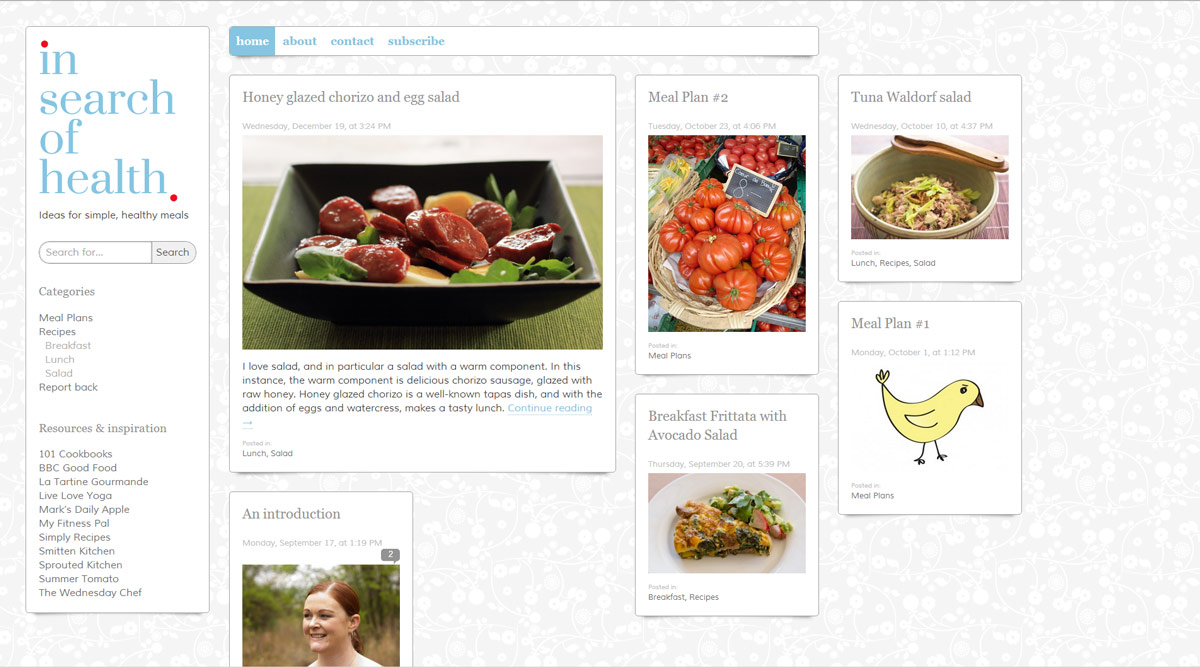 in
search
of
health.
Ideas for simple, healthy meals
Search for...
Search
Categories
Meal Plans
Recipes
Breakfast
Lunch
Salad
Report back
Resources & inspiration
101 Cookbooks
BBC Good Food
La Tartine Gourmande
Live Love Yoga
Mark's Daily Apple
My Fitness Pal
Simply Recipes
Smitten Kitchen
Sprouted Kitchen
Summer Tomato
The Wednesday Chef
home about contact subscribe
Honey glazed chorizo and egg salad
Wednesday, December 19, at 3:24 PM
I love salad, and in particular a salad with a warm component. In this
instance, the warm component is delicious chorizo sausage, glazed with
raw honey. Honey glazed chorizo is a well-known tapas dish, and with the
addition of eggs and watercress, makes a tasty lunch. Continue reading
→
Posted in:
Lunch, Salad
An introduction
Monday, September 17, at 1:19 PM
2
Meal Plan #2
Tuesday, October 23, at 4:06 PM
Coeur de Boeuf
Posted in:
Meal Plans
Breakfast Frittata with
Avocado Salad
Thursday, September 20, at 5:39 PM
Posted in:
Breakfast, Recipes
Tuna Waldorf salad
Wednesday, October 10, at 4:37 PM
Posted in:
Lunch, Recipes, Salad
Meal Plan #1
Monday, October 1, at 1:12 PM
Posted in:
Meal Plans